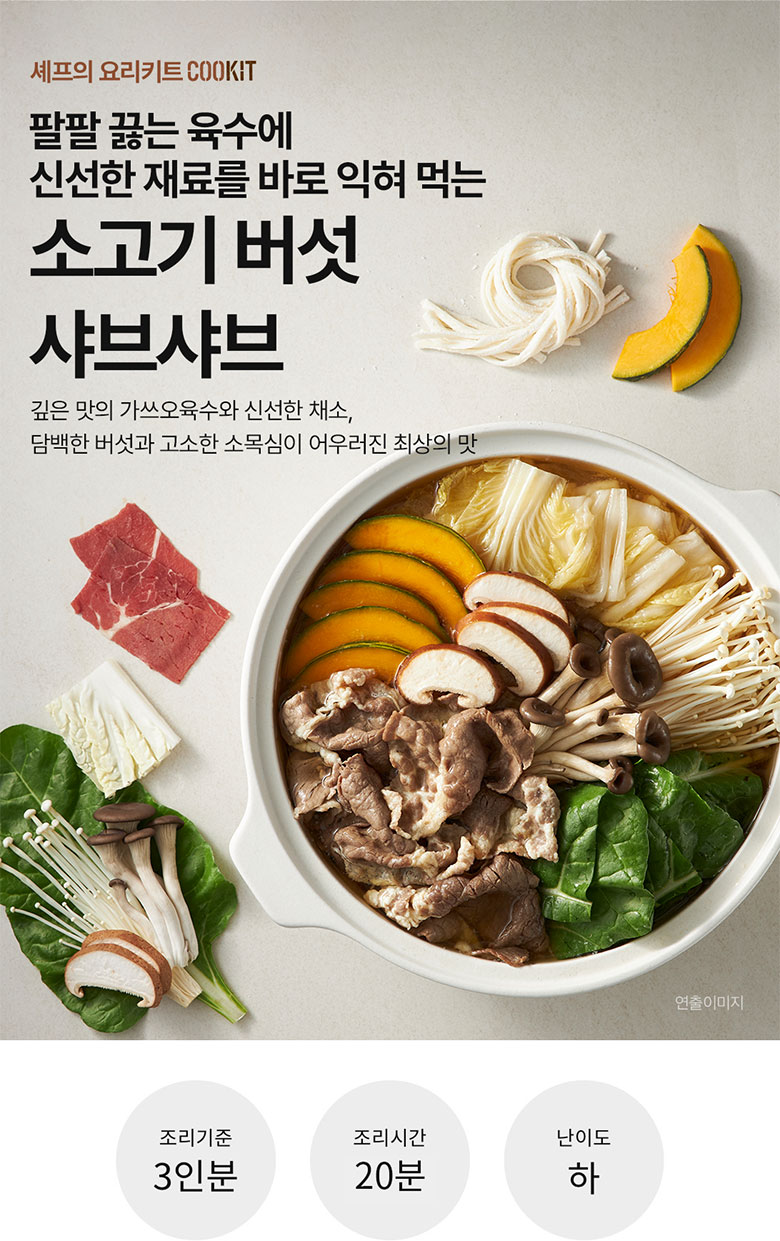 셰프의 요리키트 COOKIT
팔팔 끓는 육수에
신선한 재료를 바로 익혀 먹는
소고기 버섯
샤브샤브
깊은 맛의 가쓰오육수와 신선한 채소,
담백한 버섯과 고소한 소목심이 어우러진 최상의 맛
연출이미지
조리기준 조리시간 난이도
3인분 20분 하